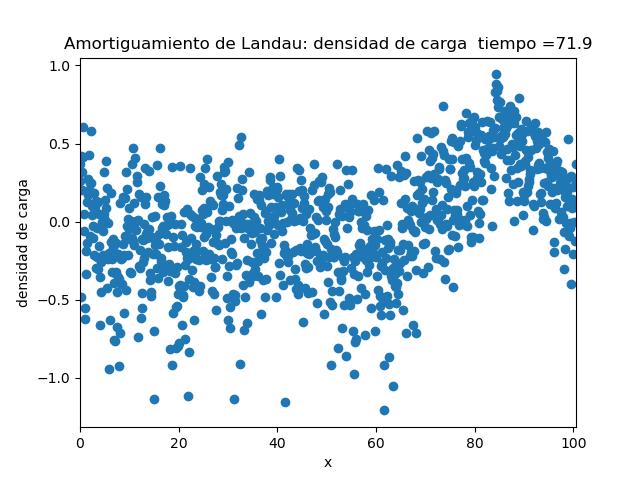 Amortiguamiento de Landau: densidad de carga  tiempo =71.9
1.0
0.5
0.0
−0.5
−1.0
densidad de carga
0 20 40 60 80 100
x